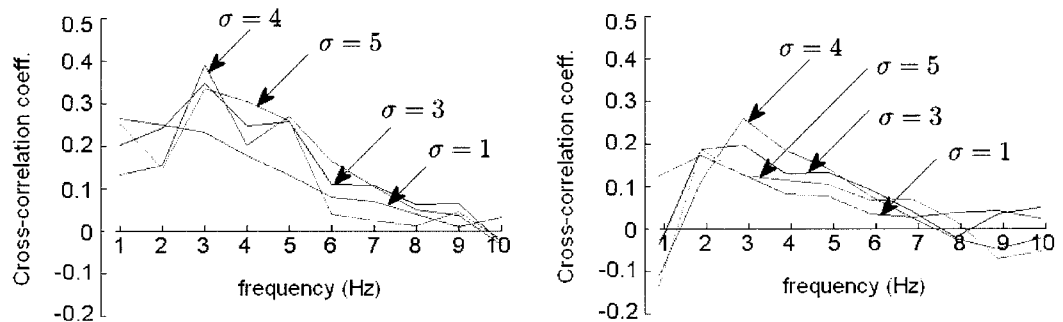 0.5
0.4
0.3
0.2
0.1
0
-0.1
0.2
Cross-correlation coeff.
1 2 3 4 5 6 7 8 9 10
frequency (Hz)
σ = 4
σ = 5
σ = 3
σ = 1
0.5
0.4
0.3
0.2
0.1
0
-0.1
0.2
Cross-correlation coeff.
1 2 3 4 5 6 7 8 9 10
frequency (Hz)
σ = 4
σ = 5
σ = 3
σ = 1